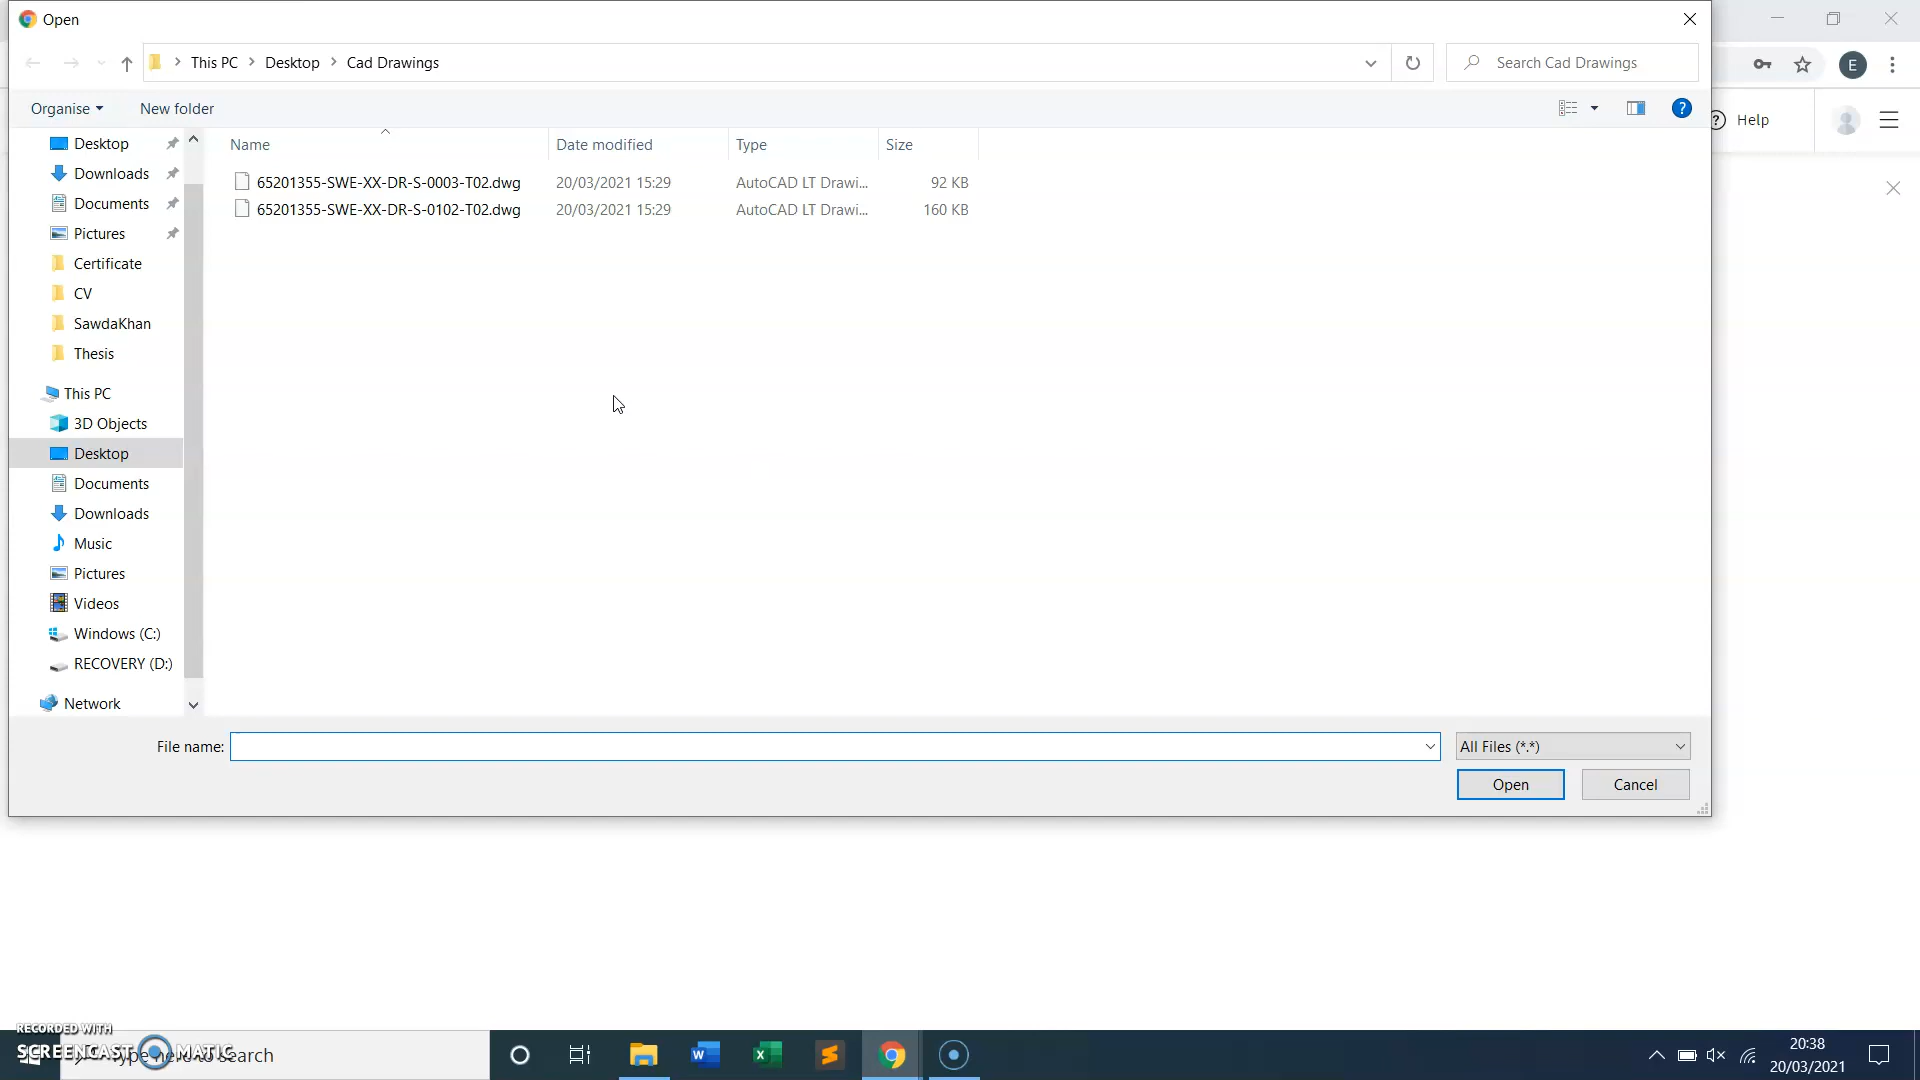 Open
This PC > Desktop > Cad Drawings
Search Cad Drawings
E
Organise
New folder
?
? Help
Name
Date modified
Type
Size
65201355-SWE-XX-DR-S-0003-T02.dwg 20/03/2021 15:29 AutoCAD LT Drawi... 92 KB
65201355-SWE-XX-DR-S-0102-T02.dwg 20/03/2021 15:29 AutoCAD LT Drawi... 160 KB
Desktop
Downloads
Documents
Pictures
Certificate
CV
SawdaKhan
Thesis
This PC
3D Objects
Desktop
Documents
Downloads
Music
Pictures
Videos
Windows (C:)
RECOVERY (D:)
Network
File name:
All Files (*.*)
Open
Cancel
RECORDED WITH
SCREENCAST MATIC
Type here to search
20:38
20/03/2021